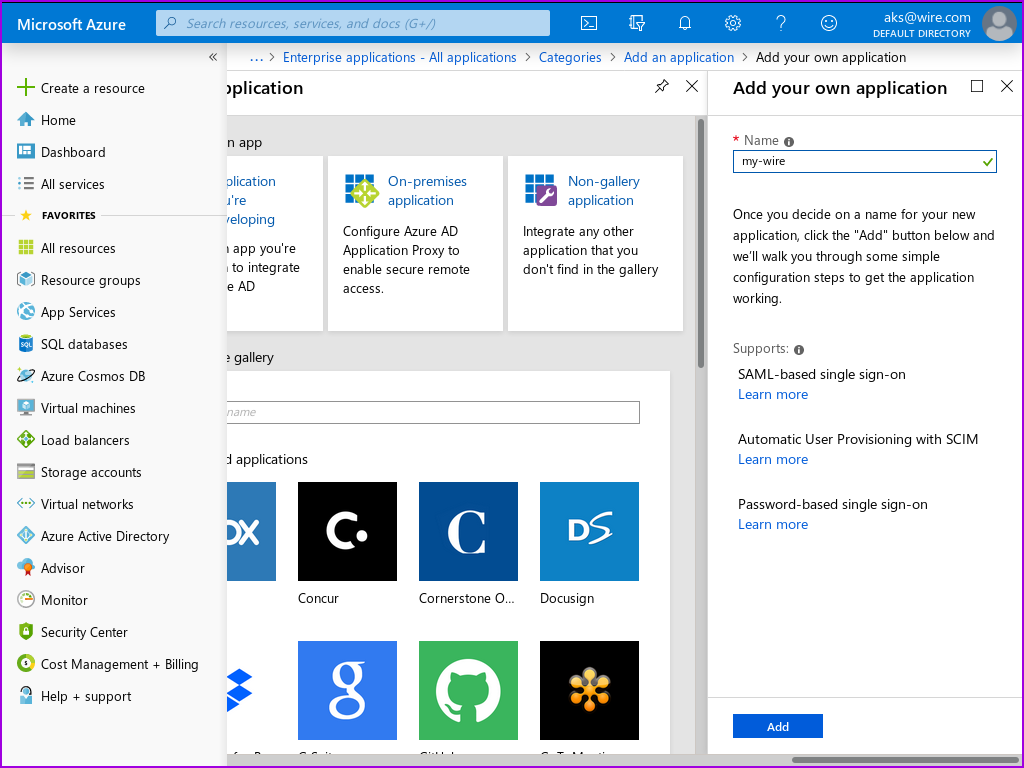 Microsoft Azure
Search resources, services, and docs (G+/)
aks@wire.com
DEFAULT DIRECTORY
«
Create a resource
Home
Dashboard
All services
FAVORITES
All resources
Resource groups
App Services
SQL databases
Azure Cosmos DB
Virtual machines
Load balancers
Storage accounts
Virtual networks
Azure Active Directory
Advisor
Monitor
Security Center
Cost Management + Billing
Help + support
... > Enterprise applications - All applications > Categories > Add an application > Add your own application
pplication
n app
plication
u're
veloping
n app you're
to integrate
e AD
On-premises
application
Configure Azure AD
Application Proxy to
enable secure remote
access.
Non-gallery
application
Integrate any other
application that you
don't find in the gallery
e gallery
name
d applications
Concur
Cornerstone O...
Docusign
Add your own application
* Name
my-wire
Once you decide on a name for your new
application, click the "Add" button below and
we'll walk you through some simple
configuration steps to get the application
working.
Supports:
SAML-based single sign-on
Learn more
Automatic User Provisioning with SCIM
Learn more
Password-based single sign-on
Learn more
Add